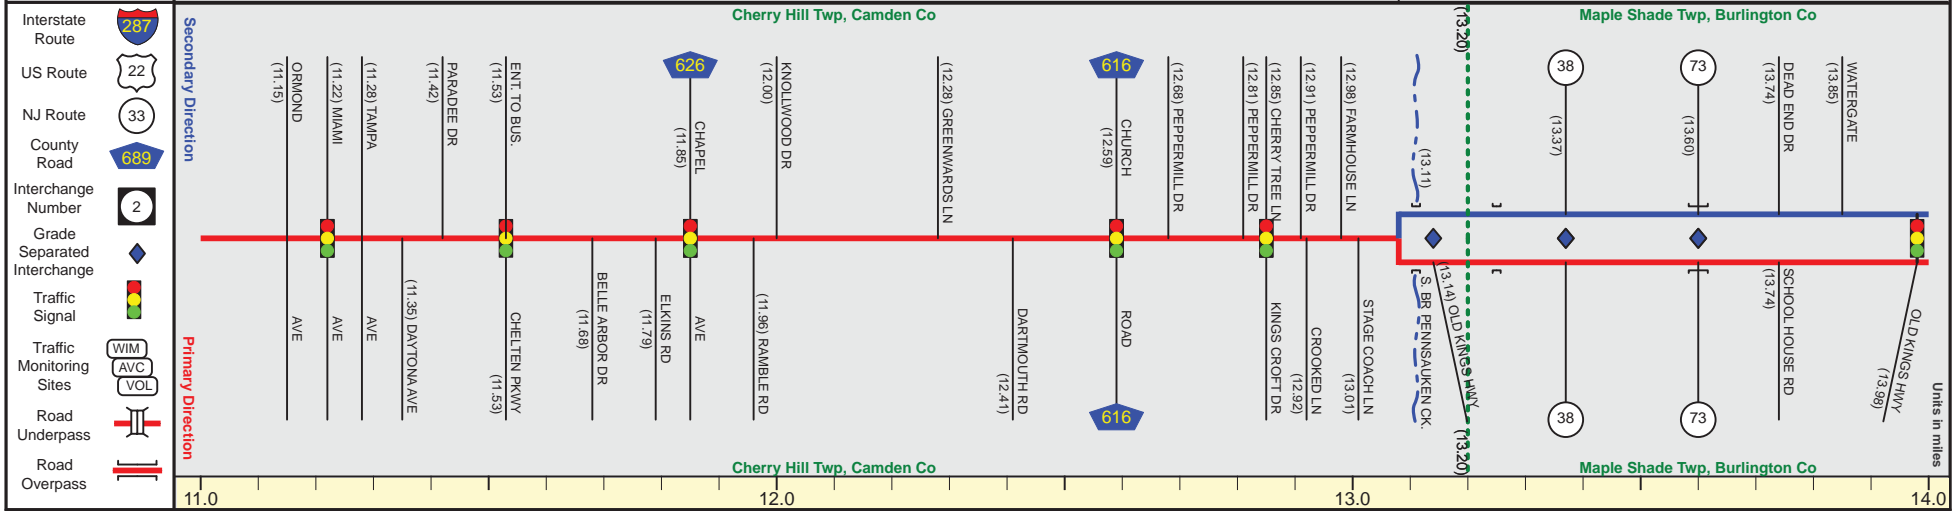 Interstate
Route
287
US Route
22
NJ Route
33
County
Road
689
Interchange
Number
2
Grade
Separated
Interchange
Traffic
Signal
Traffic
Monitoring
Sites
WIM
AVC
VOL
Road
Underpass
Road
Overpass
Secondary Direction
Primary Direction
Cherry Hill Twp, Camden Co
Maple Shade Twp, Burlington Co
ORMOND
(11.15)
AVE
(11.22) MIAMI
AVE
(11.28) TAMPA
AVE
(11.35) DAYTONA AVE
PARADEE DR
(11.42)
ENT. TO BUS.
(11.53)
CHELTEN PKWY
(11.53)
BELLE ARBOR DR
(11.68)
ELKINS RD
(11.79)
626
CHAPEL
(11.85)
AVE
(11.96) RAMBLE RD
KNOLLWOOD DR
(12.00)
(12.28) GREENWARDS LN
DARTMOUTH RD
(12.41)
616
CHURCH
(12.59)
ROAD
616
(12.68) PEPPERMILL DR
(12.81) PEPPERMILL DR
(12.85) CHERRY TREE LN
KINGS CROFT DR
(12.91) PEPPERMILL DR
CROOKED LN
(12.92)
(12.98) FARMHOUSE LN
STAGE COACH LN
(13.01)
(13.11)
S. BR PENNSAUKEN CK.
(13.14) OLD KINGS HWY
(13.20)
(13.20)
38
(13.37)
38
73
(13.60)
73
DEAD END DR
(13.74)
SCHOOL HOUSE RD
(13.74)
WATERGATE
(13.85)
OLD KINGS HWY
(13.98)
Units in miles
Cherry Hill Twp, Camden Co
Maple Shade Twp, Burlington Co
11.0
12.0
13.0
14.0